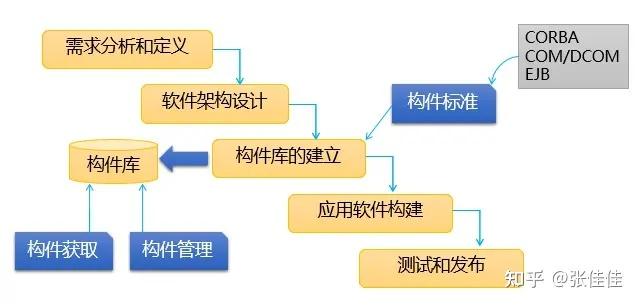 需求分析和定义
CORBA
COM/DCOM
EJB
软件架构设计
构件标准
构件库
构件库的建立
应用软件构建
构件获取
构件管理
测试和发布
知乎 @张佳佳